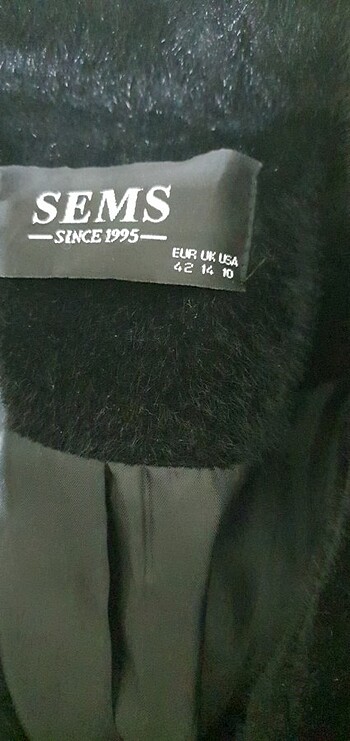 SEMS
—SINCE 1995—
EUR UK USA
42 14 10